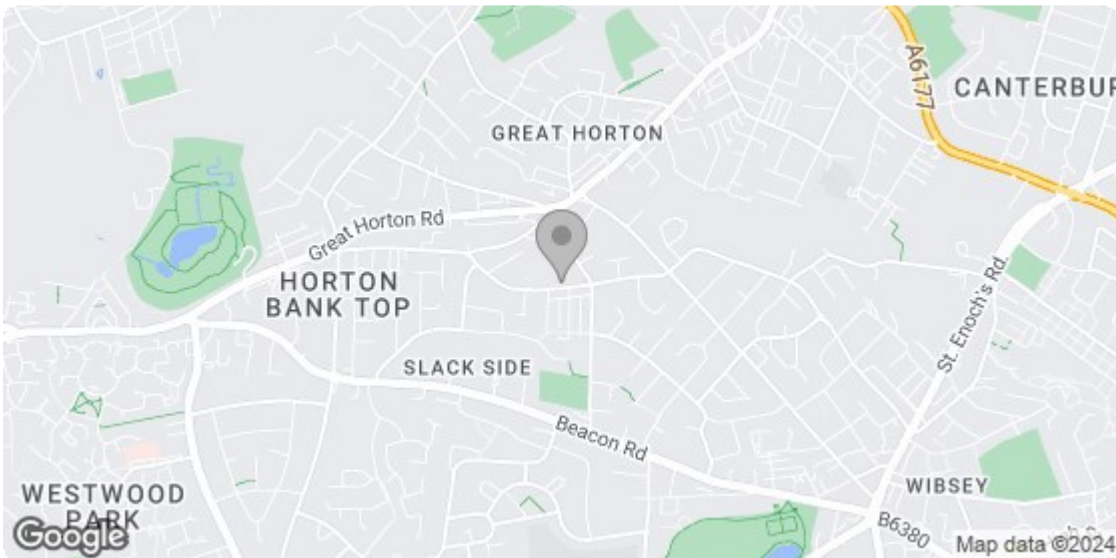 A6177
CANTERBUR
GREAT HORTON
Great Horton Rd
HORTON
BANK TOP
St. Enoch's Rd.
SLACK SIDE
Beacon Rd
WIBSEY
WESTWOOD
PARK
B6380
Google
Map data ©2024